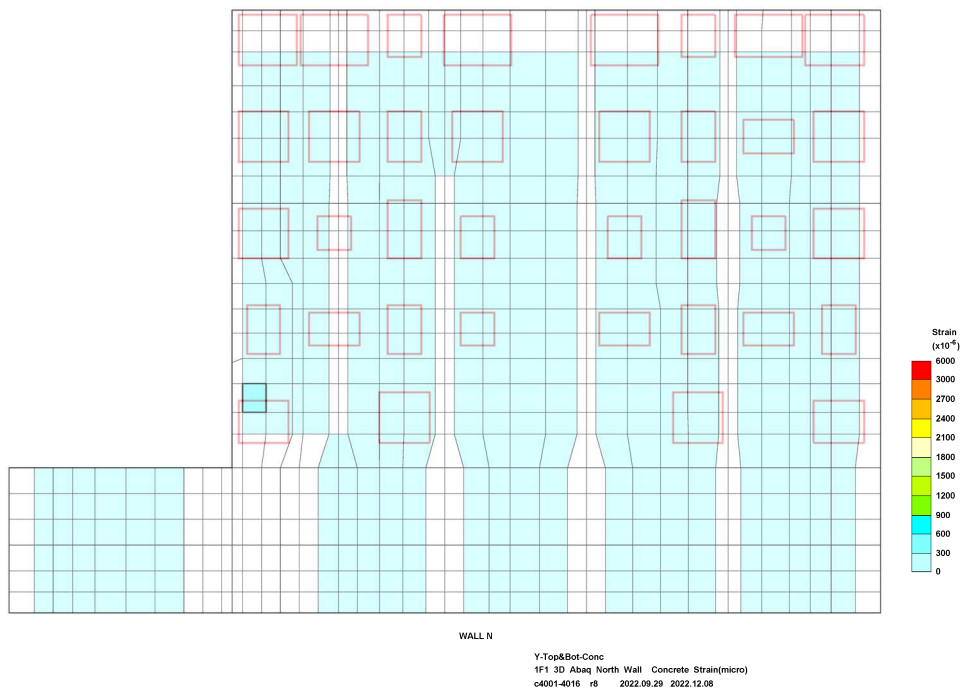 Strain
(x10⁻⁶)
6000
3000
2700
2400
2100
1800
1500
1200
900
600
300
0
WALL N
Y-Top&Bot-Conc
1F1 3D Abaq North Wall Concrete Strain(micro)
c4001-4016 r8 2022.09.29 2022.12.08